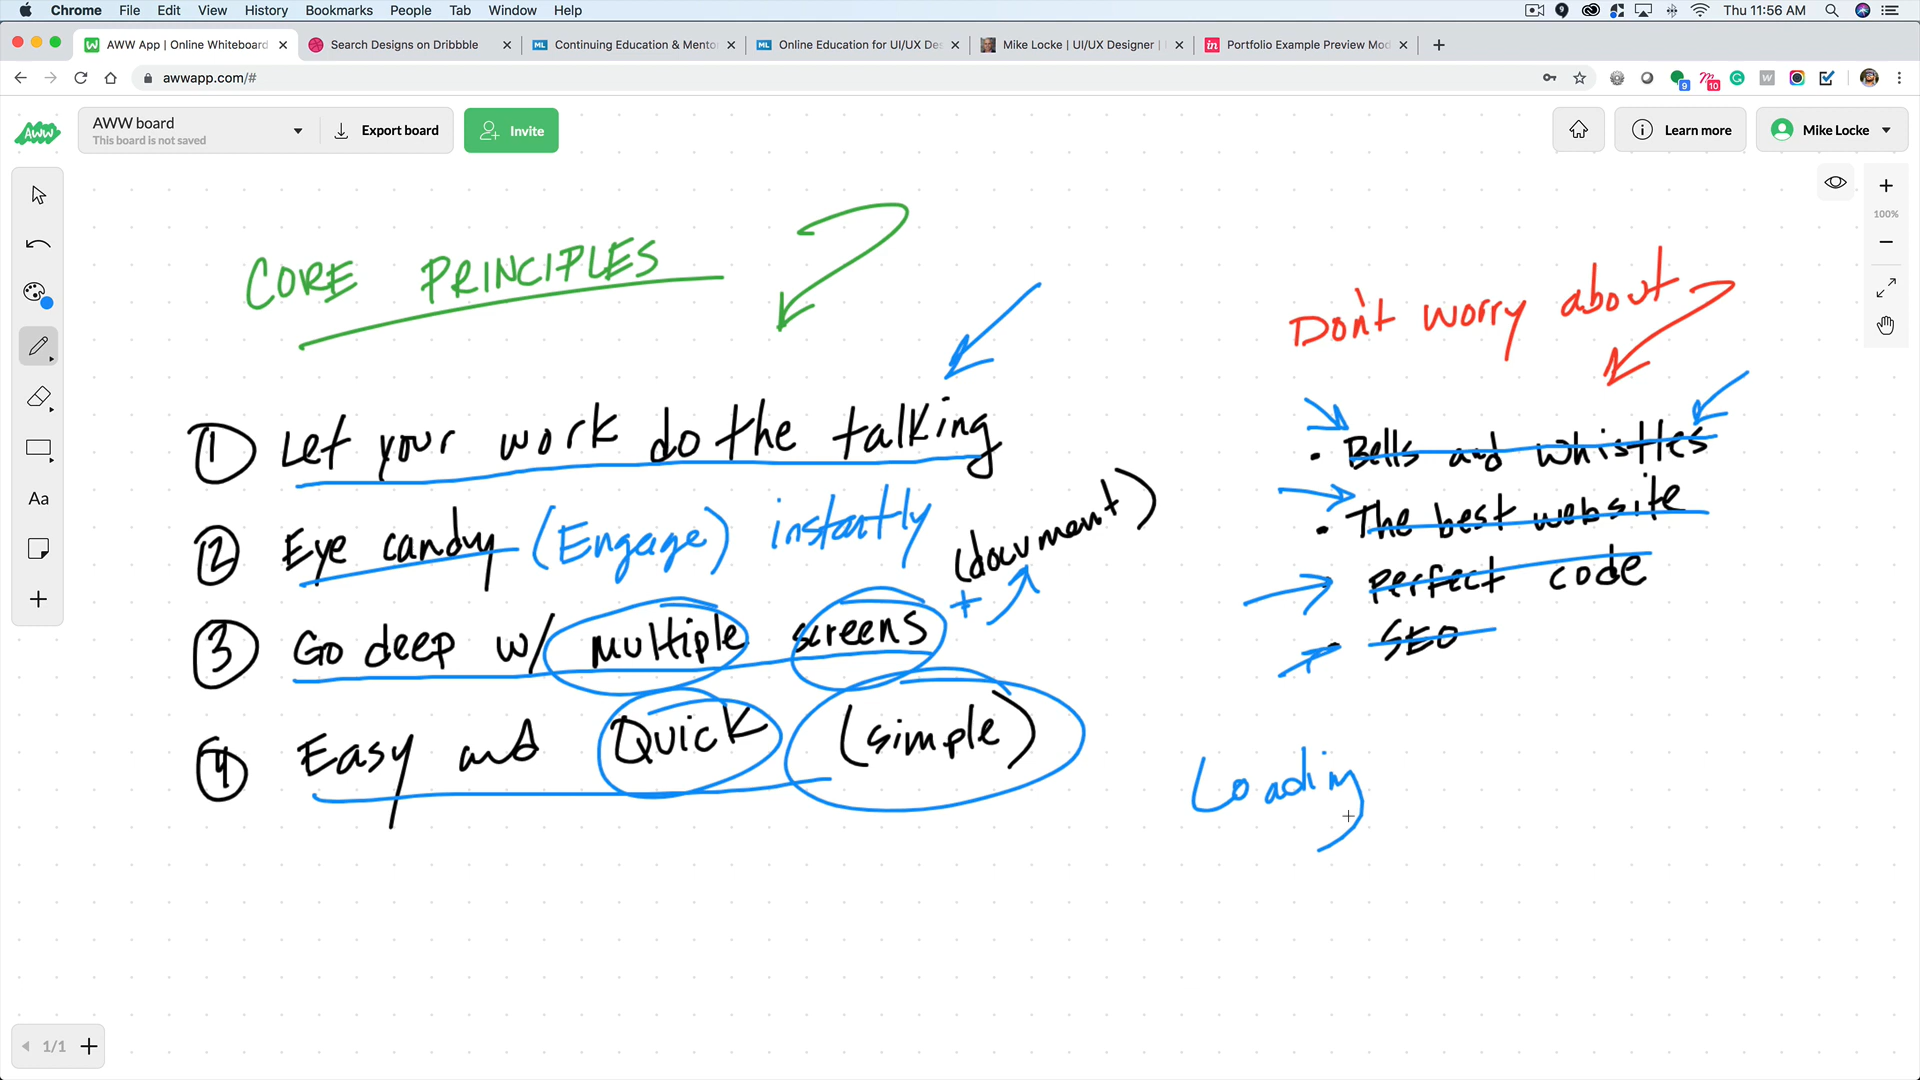 Chrome File Edit View History Bookmarks People Tab Window Help Thu 11:56 AM
AWW App | Online Whiteboard Search Designs on Dribbble Continuing Education & Mento Online Education for UI/UX Des Mike Locke | UI/UX Designer | Portfolio Example Preview Mod
awwapp.com/# 9 10
AWW
AWW board
This board is not saved
Export board
Invite
Learn more
Mike Locke
100%
Aa
CORE PRINCIPLES
① Let your work do the talking
② Eye candy (Engage) instantly
③ Go deep w/ multiple screens + (document)
④ Easy and Quick (simple)
Don't worry about
• Bells and whistles
• The best website
• Perfect code
• SEO
Loading
1/1